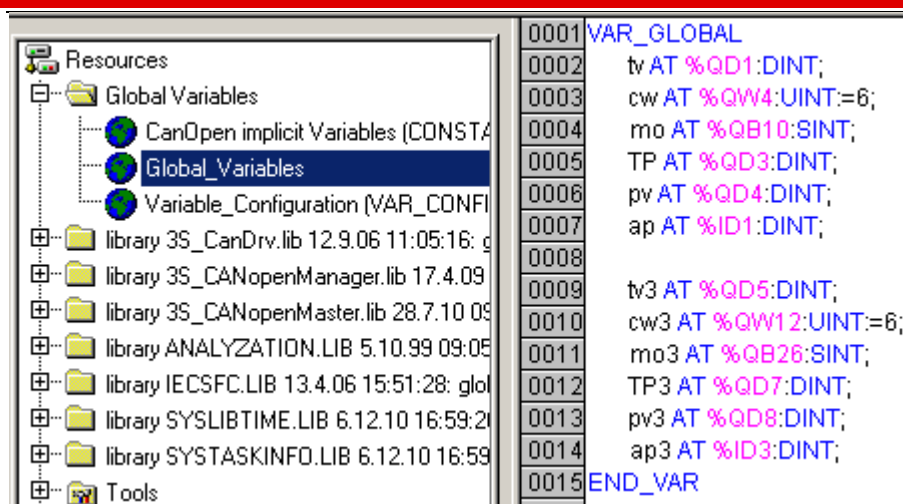 Resources
Global Variables
CanOpen implicit Variables (CONSTA
Global_Variables
Variable_Configuration (VAR_CONFI
library 3S_CanDrv.lib 12.9.06 11:05:16: g
library 3S_CANopenManager.lib 17.4.09
library 3S_CANopenMaster.lib 28.7.10 09
library ANALYZATION.LIB 5.10.99 09:05
library IECSFC.LIB 13.4.06 15:51:28: glol
library SYSLIBTIME.LIB 6.12.10 16:59:2
library SYSTASKINFO.LIB 6.12.10 16:59
Tools
0001 VAR_GLOBAL
0002 tv AT %QD1:DINT;
0003 cw AT %QW4:UINT:=6;
0004 mo AT %QB10:SINT;
0005 TP AT %QD3:DINT;
0006 pv AT %QD4:DINT;
0007 ap AT %ID1:DINT;
0008
0009 tv3 AT %QD5:DINT;
0010 cw3 AT %QW12:UINT:=6;
0011 mo3 AT %QB26:SINT;
0012 TP3 AT %QD7:DINT;
0013 pv3 AT %QD8:DINT;
0014 ap3 AT %ID3:DINT;
0015 END_VAR